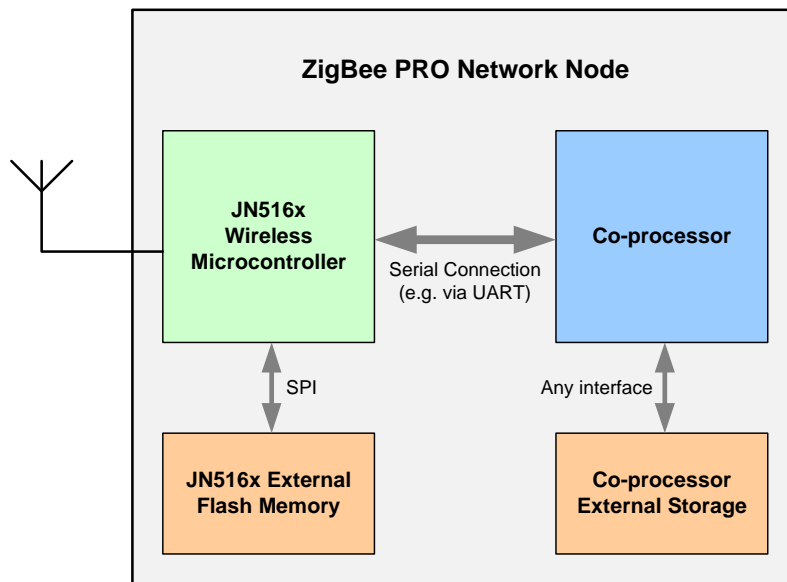 ZigBee PRO Network Node
JN516x
Wireless
Microcontroller
Co-processor
Serial Connection
(e.g. via UART)
SPI
Any interface
JN516x External
Flash Memory
Co-processor
External Storage